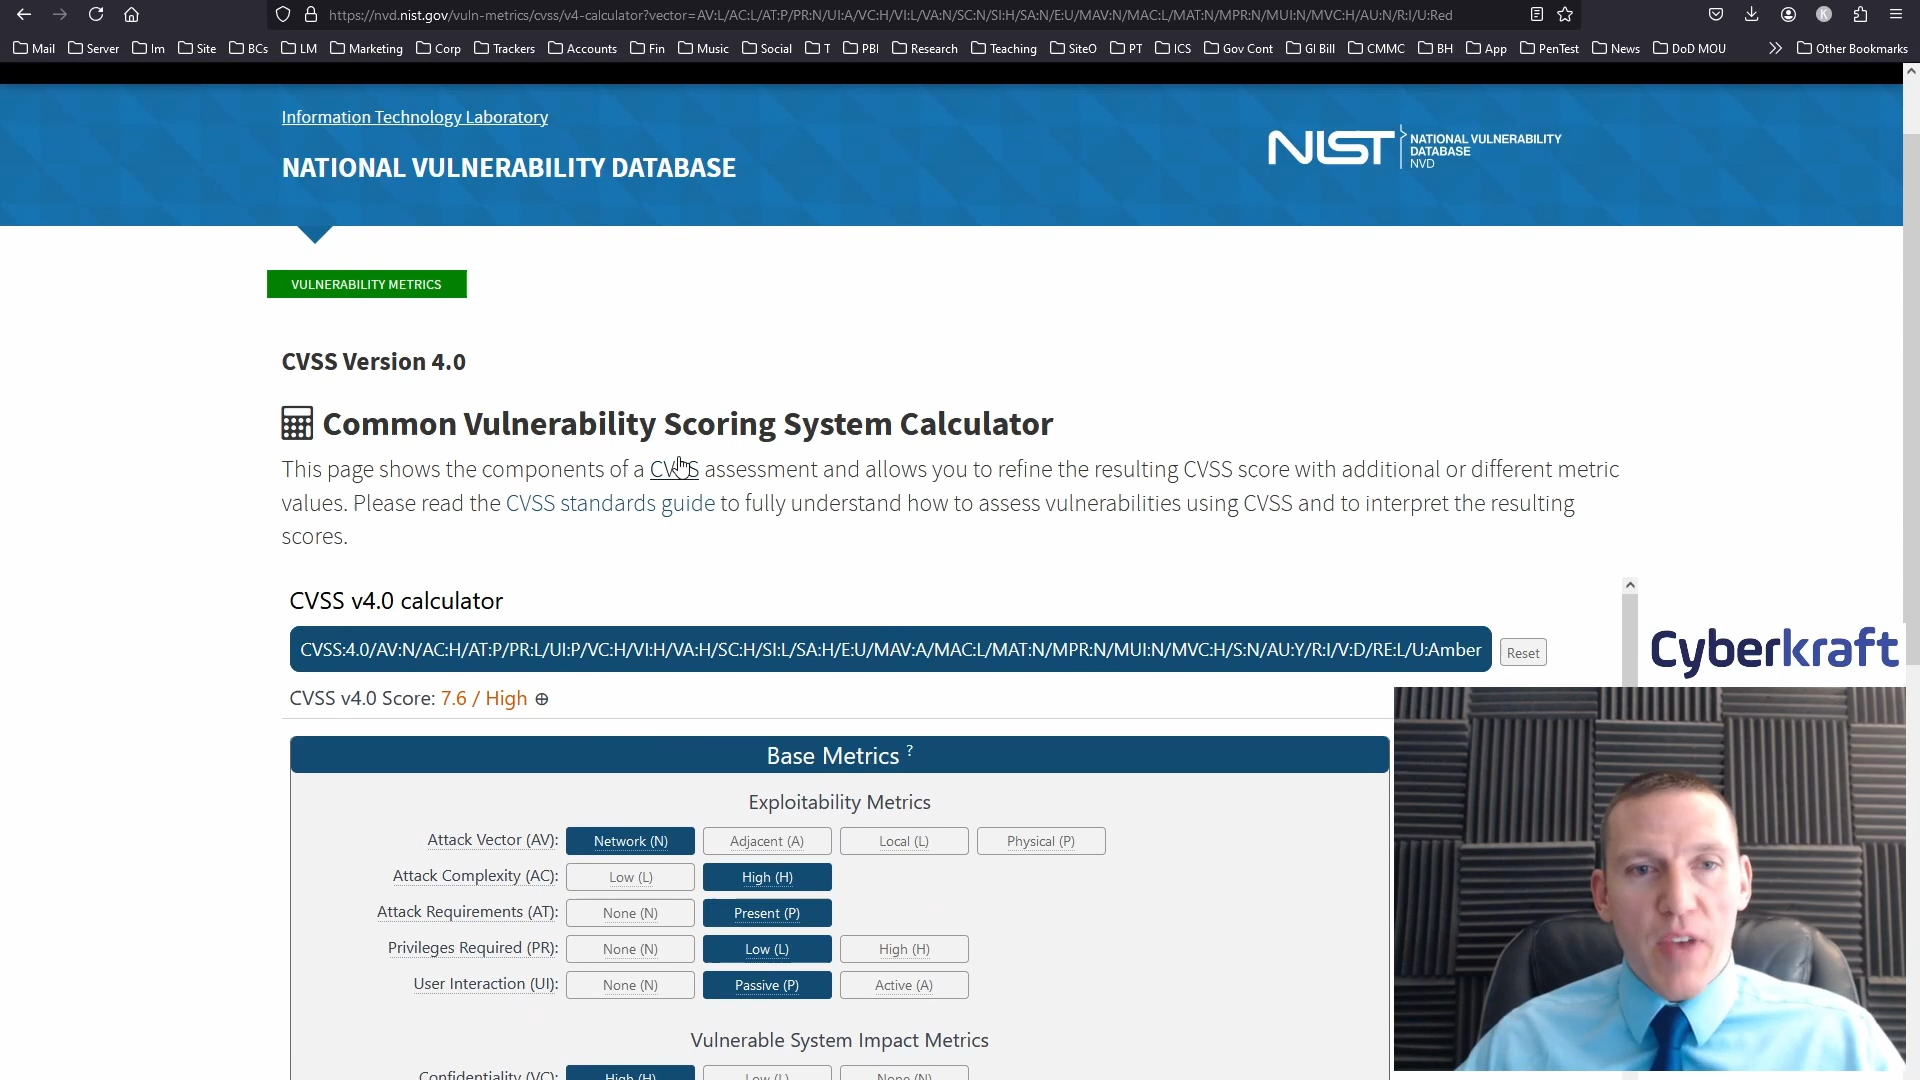 https://nvd.nist.gov/vuln-metrics/cvss/v4-calculator?vector=AV:L/AC:L/AT:P/PR:N/UI:A/VC:H/VI:L/VA:N/SC:N/SI:H/SA:N/E:U/MAV:N/MAC:L/MAT:N/MPR:N/MUI:N/MVC:H/AU:N/R:I/U:Red
K
Mail Server Im Site BCs LM Marketing Corp Trackers Accounts Fin Music Social T PBI Research Teaching SiteO PT ICS Gov Cont GI Bill CMMC BH App PenTest News DoD MOU Other Bookmarks
Information Technology Laboratory
NATIONAL VULNERABILITY DATABASE
NIST
NATIONAL VULNERABILITY
DATABASE
NVD
VULNERABILITY METRICS
CVSS Version 4.0
Common Vulnerability Scoring System Calculator
This page shows the components of a CVSS assessment and allows you to refine the resulting CVSS score with additional or different metric
values. Please read the CVSS standards guide to fully understand how to assess vulnerabilities using CVSS and to interpret the resulting
scores.
CVSS v4.0 calculator
CVSS:4.0/AV:N/AC:H/AT:P/PR:L/UI:P/VC:H/VI:H/VA:H/SC:H/SI:L/SA:H/E:U/MAV:A/MAC:L/MAT:N/MPR:N/MUI:N/MVC:H/S:N/AU:Y/R:I/V:D/RE:L/U:Amber
Reset
Cyberkraft
CVSS v4.0 Score: 7.6 / High
Base Metrics ?
Exploitability Metrics
Attack Vector (AV): Network (N) Adjacent (A) Local (L) Physical (P)
Attack Complexity (AC): Low (L) High (H)
Attack Requirements (AT): None (N) Present (P)
Privileges Required (PR): None (N) Low (L) High (H)
User Interaction (UI): None (N) Passive (P) Active (A)
Vulnerable System Impact Metrics
Confidentiality (VC): High (H) Low (L) None (N)